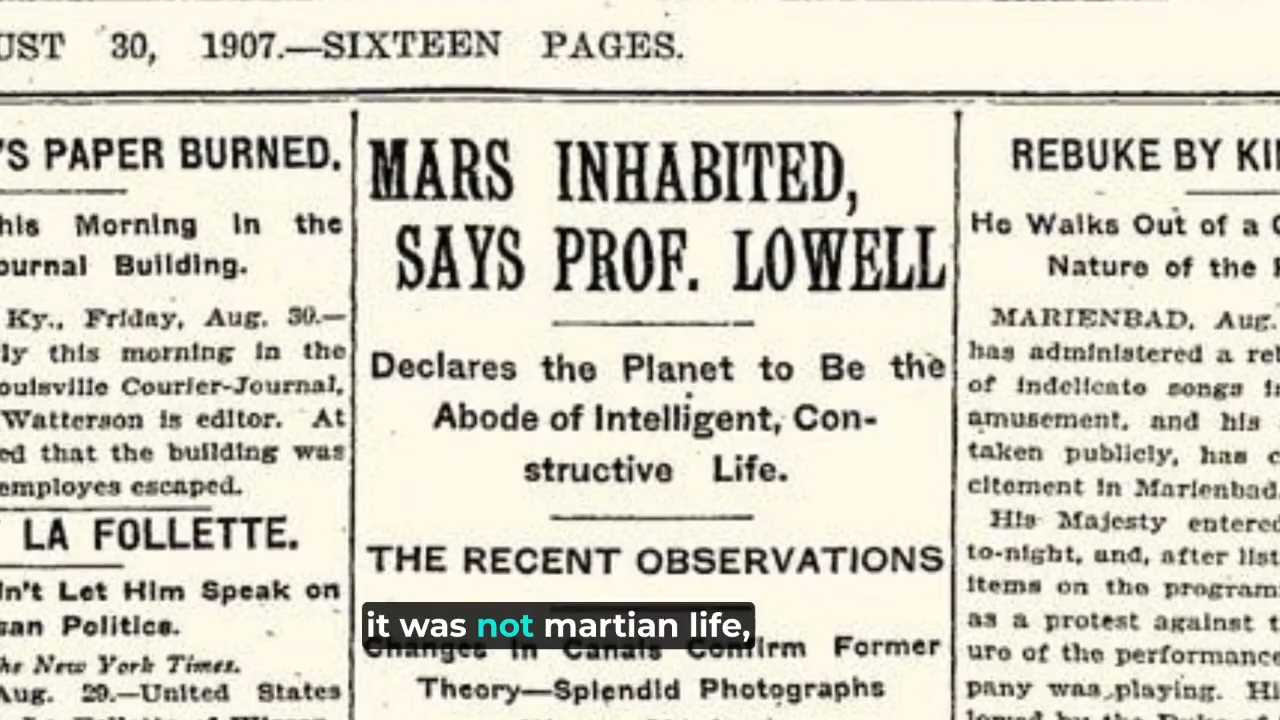 UST 30, 1907.—SIXTEEN PAGES.
'S PAPER BURNED.
his Morning in the
ournal Building.
Ky., Friday, Aug. 30.—
ly this morning in the
ouisville Courier-Journal,
Watterson is editor. At
ed that the building was
employes escaped.
LA FOLLETTE.
n't Let Him Speak on
san Politics.
The New York Times.
Aug. 29.—United States
MARS INHABITED,
SAYS PROF. LOWELL
Declares the Planet to Be the
Abode of Intelligent, Con-
structive Life.
THE RECENT OBSERVATIONS
it was not martian life,
Changes in Canals Confirm Former
Theory—Splendid Photographs
REBUKE BY KI
He Walks Out of a
Nature of the
MARIENBAD, Aug.
has administered a re
of indelicate songs
amusement, and his
taken publicly, has
citement in Marienbad.
His Majesty entered
to-night, and, after list
items on the program
as a protest against t
ure of the performance
pany was playing.